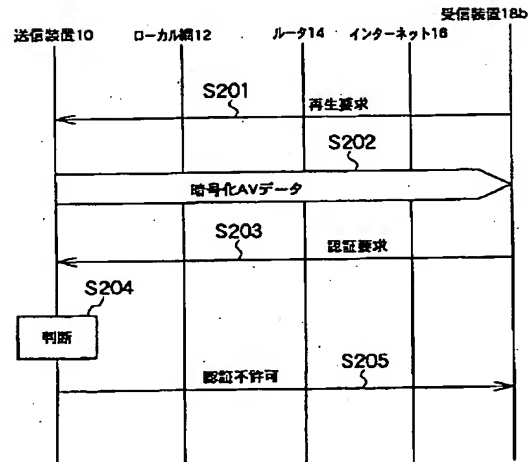 受信装置18b
送信装置10 ローカル網12 ルータ14 インターネット16
S201
再生要求
S202
暗号化AVデータ
S203
認証要求
S204
判断
S205
認証不許可